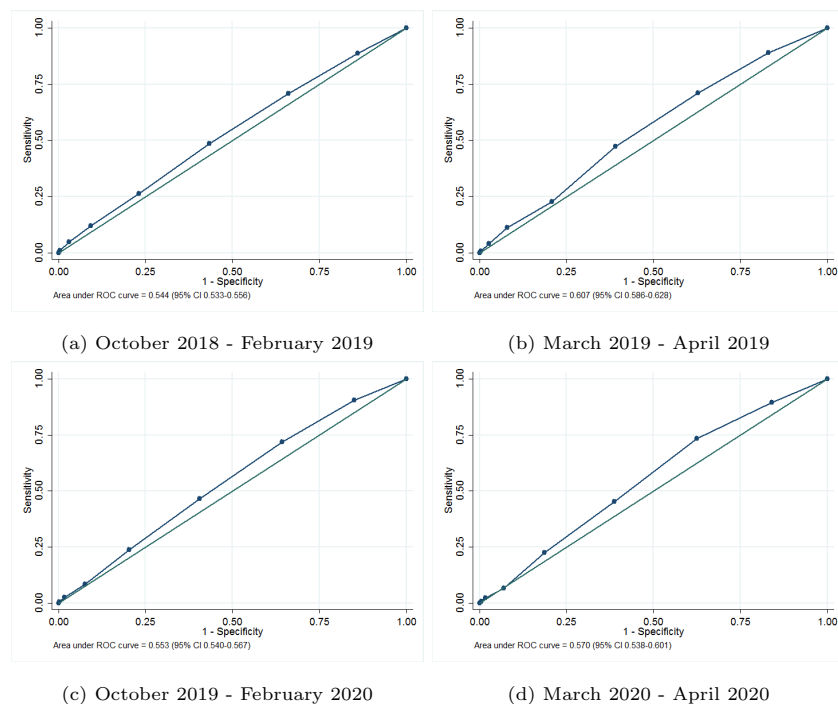 1.00
0.75
0.50
0.25
0.00
Sensitivity
0.00 0.25 0.50 0.75 1.00
1 - Specificity
Area under ROC curve = 0.544 (95% CI 0.533-0.556)
(a) October 2018 - February 2019
1.00
0.75
0.50
0.25
0.00
Sensitivity
0.00 0.25 0.50 0.75 1.00
1 - Specificity
Area under ROC curve = 0.607 (95% CI 0.586-0.628)
(b) March 2019 - April 2019
1.00
0.75
0.50
0.25
0.00
Sensitivity
0.00 0.25 0.50 0.75 1.00
1 - Specificity
Area under ROC curve = 0.553 (95% CI 0.540-0.567)
(c) October 2019 - February 2020
1.00
0.75
0.50
0.25
0.00
Sensitivity
0.00 0.25 0.50 0.75 1.00
1 - Specificity
Area under ROC curve = 0.570 (95% CI 0.538-0.601)
(d) March 2020 - April 2020